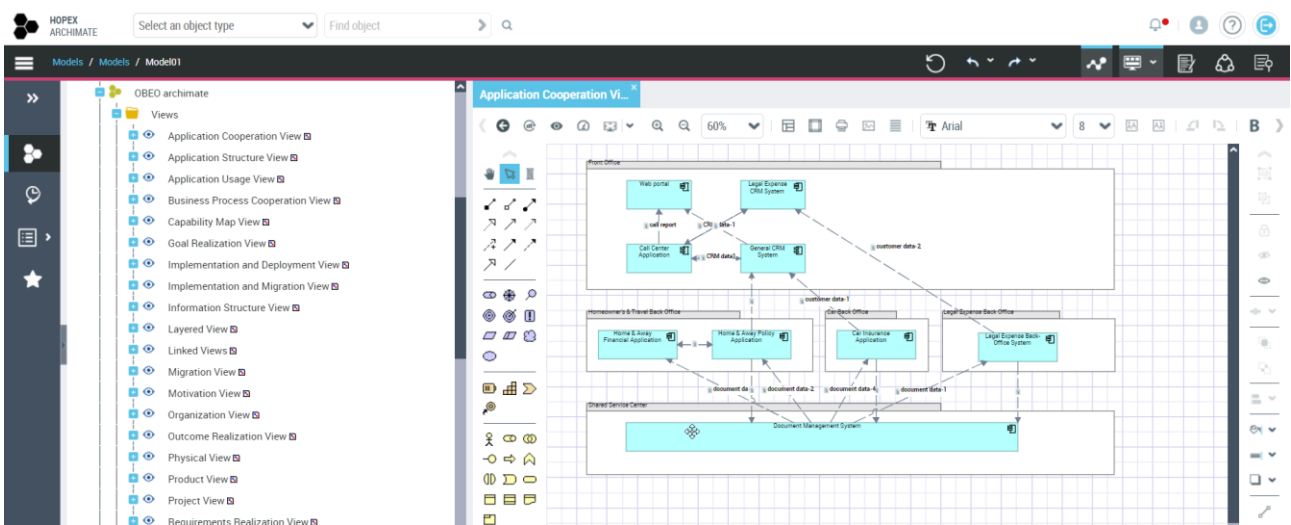 HOPEX
ARCHIMATE
Select an object type
Find object
Models / Models / Model01
OBEO archimate
Views
Application Cooperation View
Application Structure View
Application Usage View
Business Process Cooperation View
Capability Map View
Goal Realization View
Implementation and Deployment View
Implementation and Migration View
Information Structure View
Layered View
Linked Views
Migration View
Motivation View
Organization View
Outcome Realization View
Physical View
Product View
Project View
Requirements Realization View
Application Cooperation Vi...
60%
Arial
8
B
Front Office
Web portal
Legal Expense
CRM System
call report
data-1
customer data-2
Call Center
Application
CRM data
General CRM
System
customer data-1
Homeowner's & Travel Back Office
Car Back Office
Legal Expense Back Office
Home & Away
Financial Application
Home & Away Policy
Application
Car Insurance
Application
Legal Expense Back-
Office System
document da
document data-2
document data-4
document data-1
Shared Service Center
Document Management System